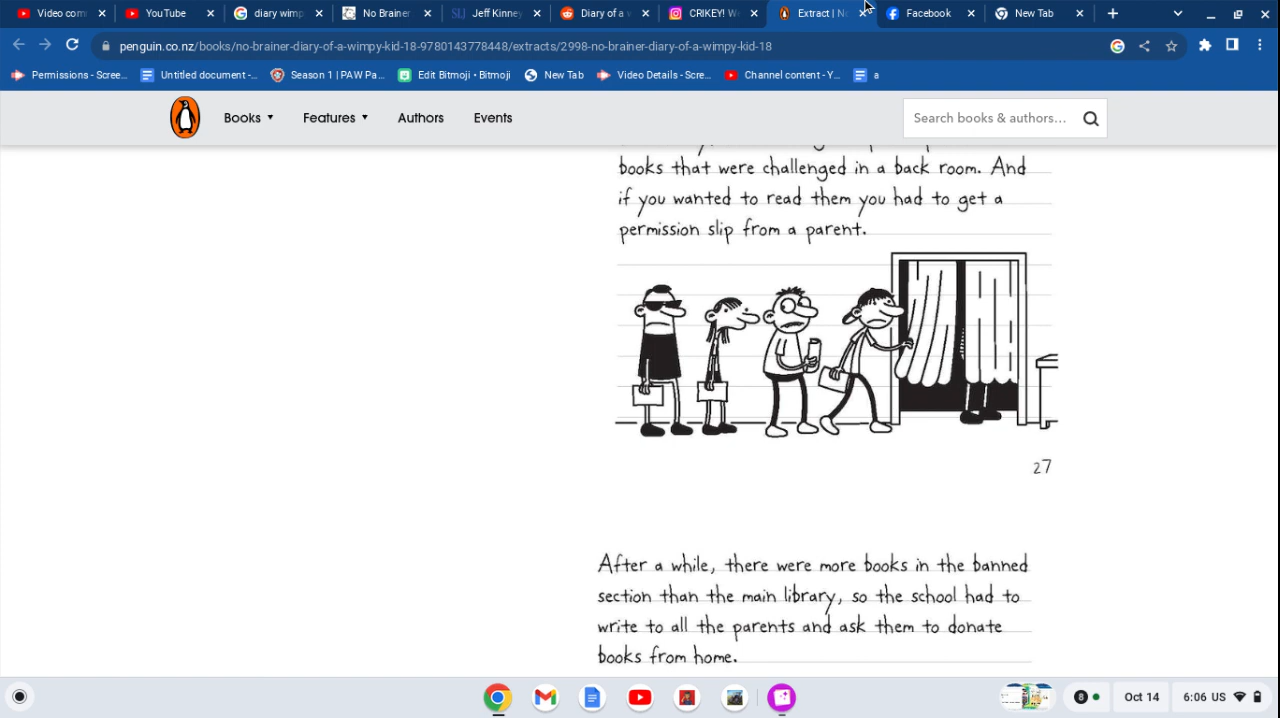 Video com
YouTube
diary wimp
No Brainer
Jeff Kinney
Diary of a w
CRIKEY! W
Extract | No
Facebook
New Tab
penguin.co.nz/books/no-brainer-diary-of-a-wimpy-kid-18-9780143778448/extracts/2998-no-brainer-diary-of-a-wimpy-kid-18
Permissions - Scree...
Untitled document -...
Season 1 | PAW Pa...
Edit Bitmoji • Bitmoji
New Tab
Video Details - Scre...
Channel content - Y...
a
Books
Features
Authors
Events
Search books & authors...
books that were challenged in a back room. And
if you wanted to read them you had to get a
permission slip from a parent.
27
After a while, there were more books in the banned
section than the main library, so the school had to
write to all the parents and ask them to donate
books from home.
8
Oct 14
6:06 US